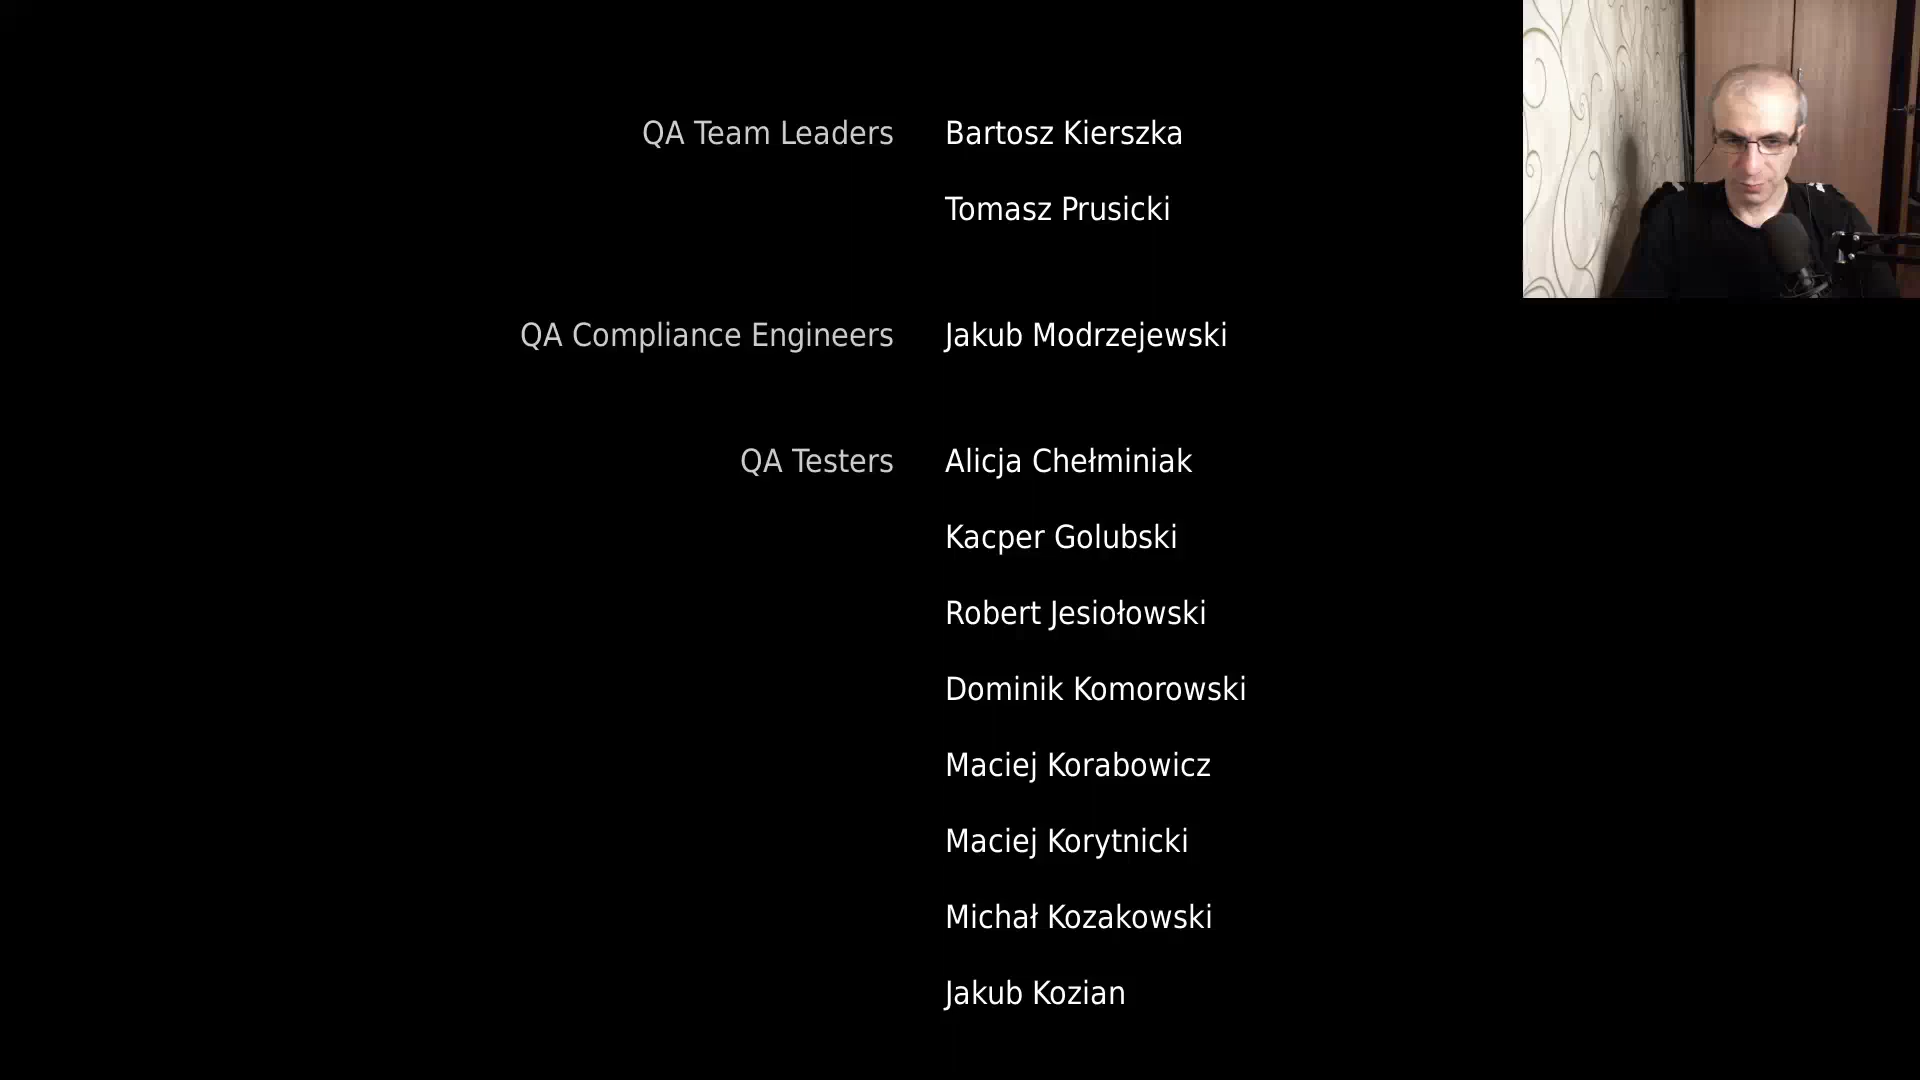 QA Team Leaders Bartosz Kierszka
Tomasz Prusicki
QA Compliance Engineers Jakub Modrzejewski
QA Testers Alicja Chełminiak
Kacper Golubski
Robert Jesiołowski
Dominik Komorowski
Maciej Korabowicz
Maciej Korytnicki
Michał Kozakowski
Jakub Kozian